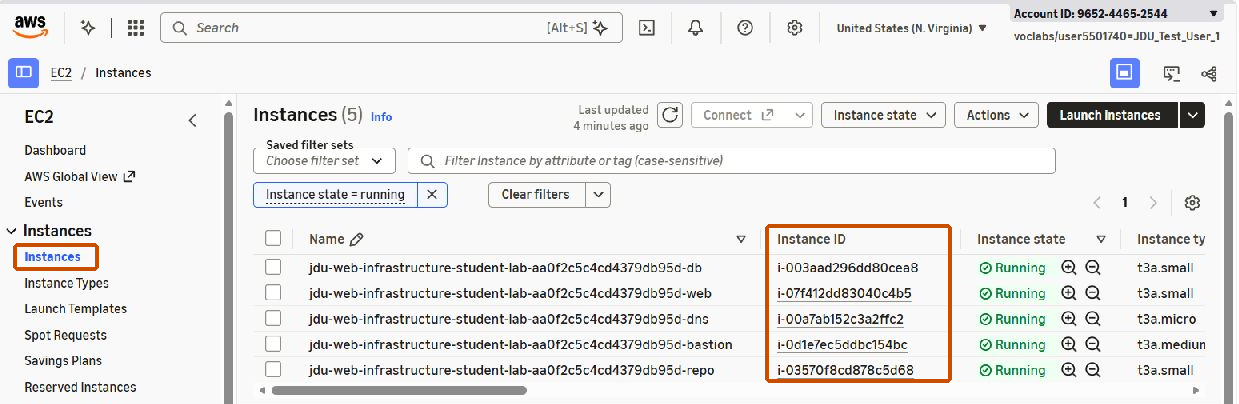 aws
Search [Alt+S]
United States (N. Virginia) ▼
Account ID: 9652-4465-2544 ▼
voclabs/user5501740=JDU_Test_User_1
EC2 / Instances
EC2
Dashboard
AWS Global View
Events
Instances
Instances
Instance Types
Launch Templates
Spot Requests
Savings Plans
Reserved Instances
Instances (5) Info
Last updated
4 minutes ago
Connect
Instance state
Actions
Launch instances
Saved filter sets
Choose filter set
Filter Instance by attribute or tag (case-sensitive)
Instance state = running
Clear filters
1
Name Instance ID Instance state Instance ty
jdu-web-infrastructure-student-lab-aa0f2c5c4cd4379db95d-db i-003aad296dd80cea8 Running t3a.small
jdu-web-infrastructure-student-lab-aa0f2c5c4cd4379db95d-web i-07f412dd83040c4b5 Running t3a.small
jdu-web-infrastructure-student-lab-aa0f2c5c4cd4379db95d-dns i-00a7ab152c3a2ffc2 Running t3a.micro
jdu-web-infrastructure-student-lab-aa0f2c5c4cd4379db95d-bastion i-0d1e7ec5ddbc154bc Running t3a.medium
jdu-web-infrastructure-student-lab-aa0f2c5c4cd4379db95d-repo i-03570f8cd878c5d68 Running t3a.small